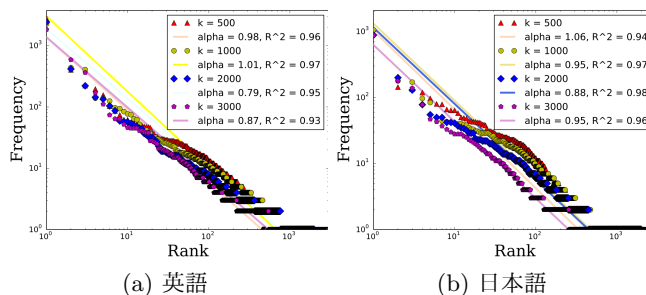 10^3
10^2
10^1
10^0
10^0 10^1 10^2 10^3
Frequency
Rank
k = 500
alpha = 0.98, R^2 = 0.96
k = 1000
alpha = 1.01, R^2 = 0.97
k = 2000
alpha = 0.79, R^2 = 0.95
k = 3000
alpha = 0.87, R^2 = 0.93
(a) 英語
10^3
10^2
10^1
10^0
10^0 10^1 10^2 10^3
Frequency
Rank
k = 500
alpha = 1.06, R^2 = 0.94
k = 1000
alpha = 0.95, R^2 = 0.97
k = 2000
alpha = 0.88, R^2 = 0.98
k = 3000
alpha = 0.95, R^2 = 0.96
(b) 日本語